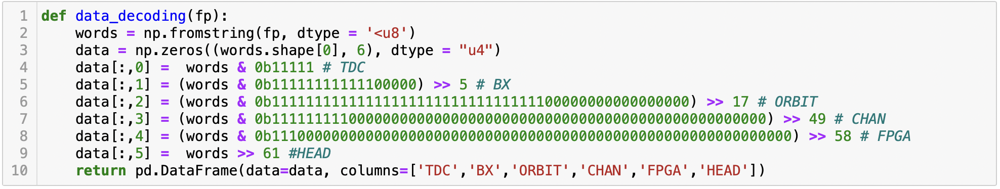 1 def data_decoding(fp):
2     words = np.fromstring(fp, dtype = '<u8')
3     data = np.zeros((words.shape[0], 6), dtype = "u4")
4     data[:,0] =  words & 0b11111 # TDC
5     data[:,1] = (words & 0b11111111111100000) >> 5 # BX
6     data[:,2] = (words & 0b1111111111111111111111111111111100000000000000000) >> 17 # ORBIT
7     data[:,3] = (words & 0b1111111110000000000000000000000000000000000000000000000000) >> 49 # CHAN
8     data[:,4] = (words & 0b1110000000000000000000000000000000000000000000000000000000000) >> 58 # FPGA
9     data[:,5] =  words >> 61 #HEAD
10     return pd.DataFrame(data=data, columns=['TDC','BX','ORBIT','CHAN','FPGA','HEAD'])